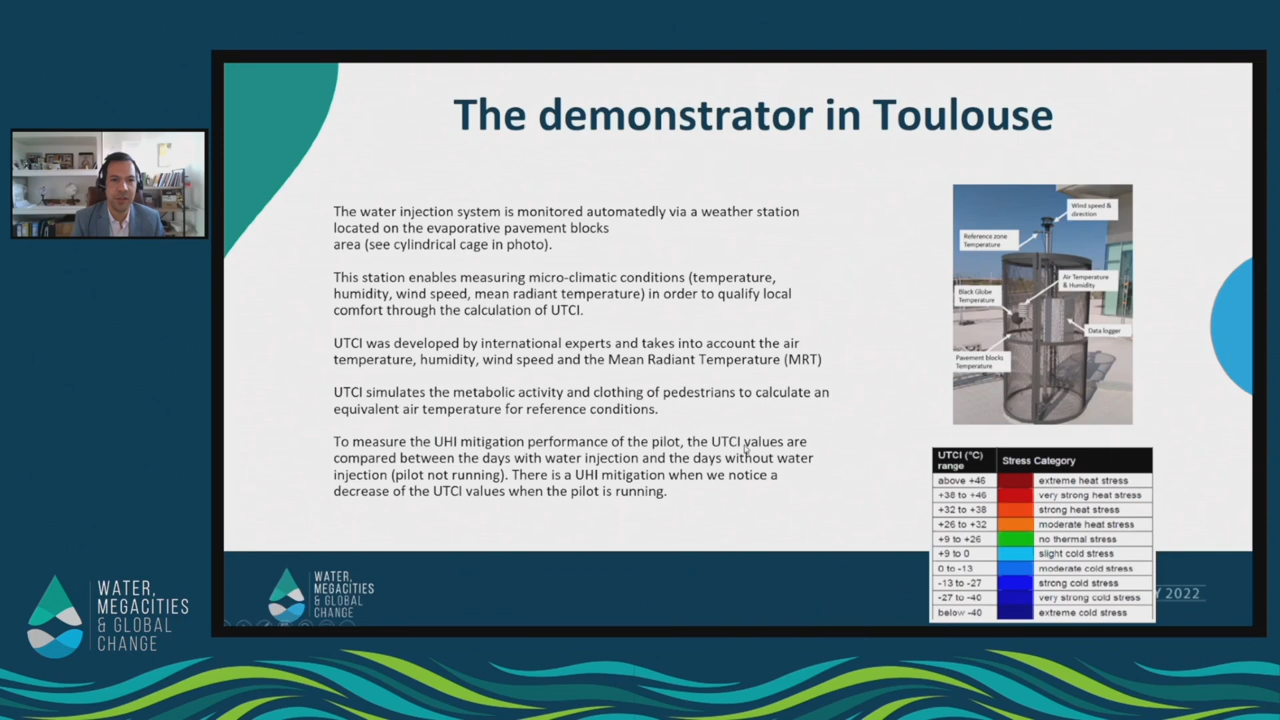 The demonstrator in Toulouse
The water injection system is monitored automatedly via a weather station
located on the evaporative pavement blocks
area (see cylindrical cage in photo).
This station enables measuring micro-climatic conditions (temperature,
humidity, wind speed, mean radiant temperature) in order to qualify local
comfort through the calculation of UTCI.
UTCI was developed by international experts and takes into account the air
temperature, humidity, wind speed and the Mean Radiant Temperature (MRT)
UTCI simulates the metabolic activity and clothing of pedestrians to calculate an
equivalent air temperature for reference conditions.
To measure the UHI mitigation performance of the pilot, the UTCI values are
compared between the days with water injection and the days without water
injection (pilot not running). There is a UHI mitigation when we notice a
decrease of the UTCI values when the pilot is running.
Wind speed &
direction
Reference zone
Temperature
Air Temperature
& Humidity
Black Globe
Temperature
Data logger
Pavement blocks
Temperature
UTCI (°C)
range
Stress Category
above +46 extreme heat stress
+38 to +46 very strong heat stress
+32 to +38 strong heat stress
+26 to +32 moderate heat stress
+9 to +26 no thermal stress
+9 to 0 slight cold stress
0 to -13 moderate cold stress
-13 to -27 strong cold stress
-27 to -40 very strong cold stress
below -40 extreme cold stress
WATER,
MEGACITIES
& GLOBAL
CHANGE
Y 2022
WATER,
MEGACITIES
& GLOBAL
CHANGE